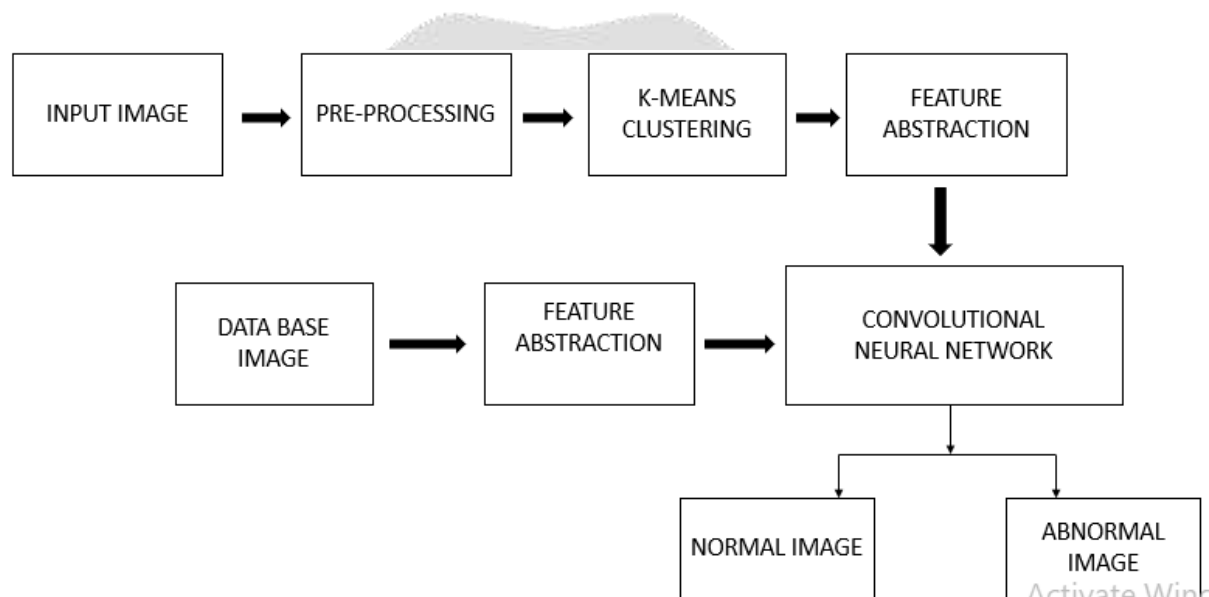 INPUT IMAGE
PRE-PROCESSING
K-MEANS
CLUSTERING
FEATURE
ABSTRACTION
DATA BASE
IMAGE
FEATURE
ABSTRACTION
CONVOLUTIONAL
NEURAL NETWORK
NORMAL IMAGE
ABNORMAL
IMAGE
Activate